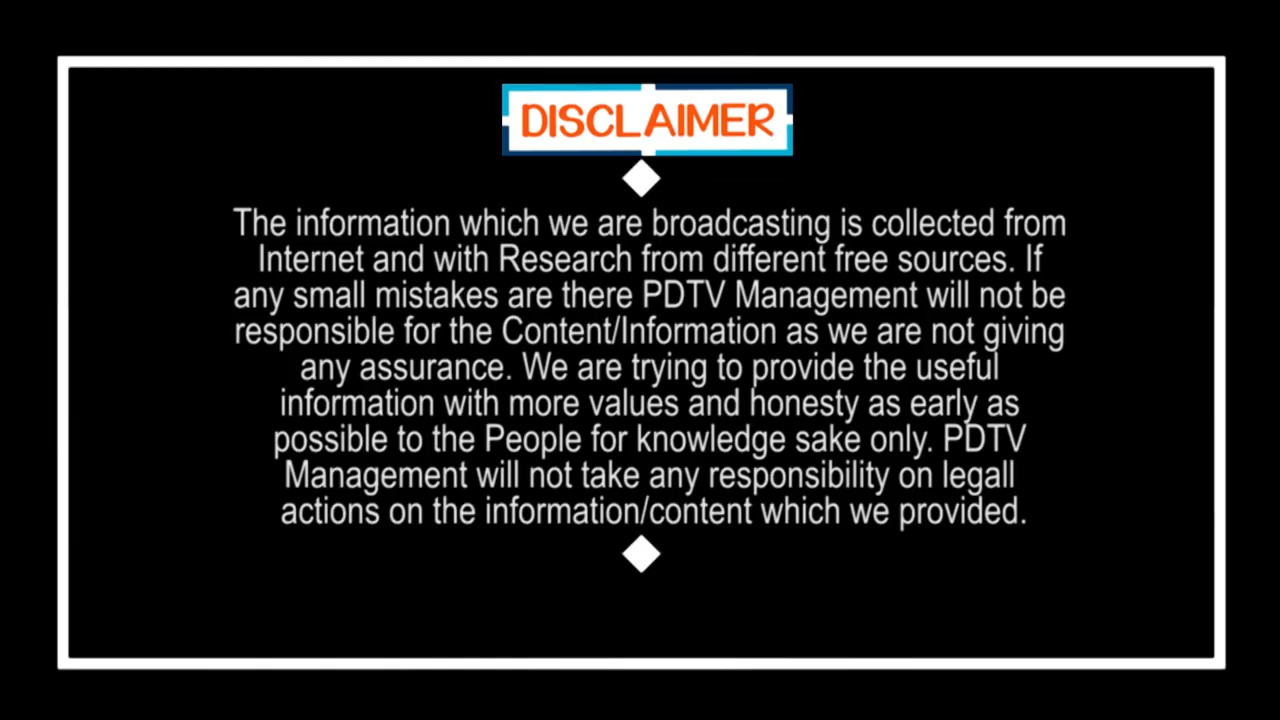 DISCLAIMER
The information which we are broadcasting is collected from
Internet and with Research from different free sources. If
any small mistakes are there PDTV Management will not be
responsible for the Content/Information as we are not giving
any assurance. We are trying to provide the useful
information with more values and honesty as early as
possible to the People for knowledge sake only. PDTV
Management will not take any responsibility on legall
actions on the information/content which we provided.